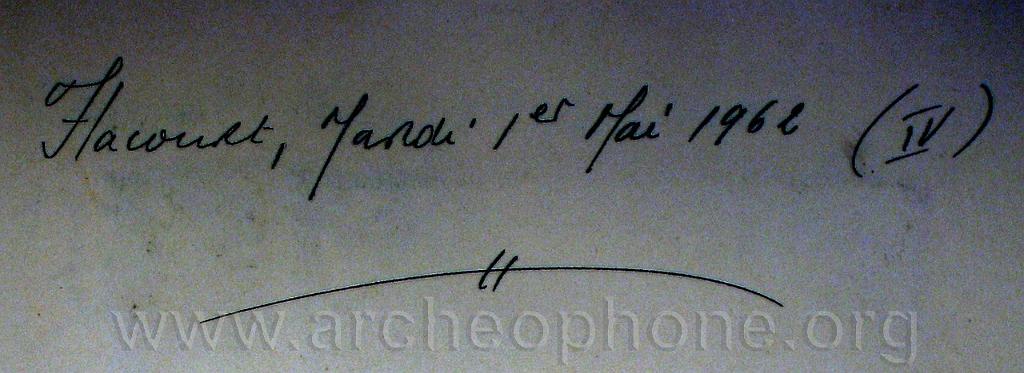 Flacourt, Mardi 1er Mai 1962 (IV)
www.archeophone.org